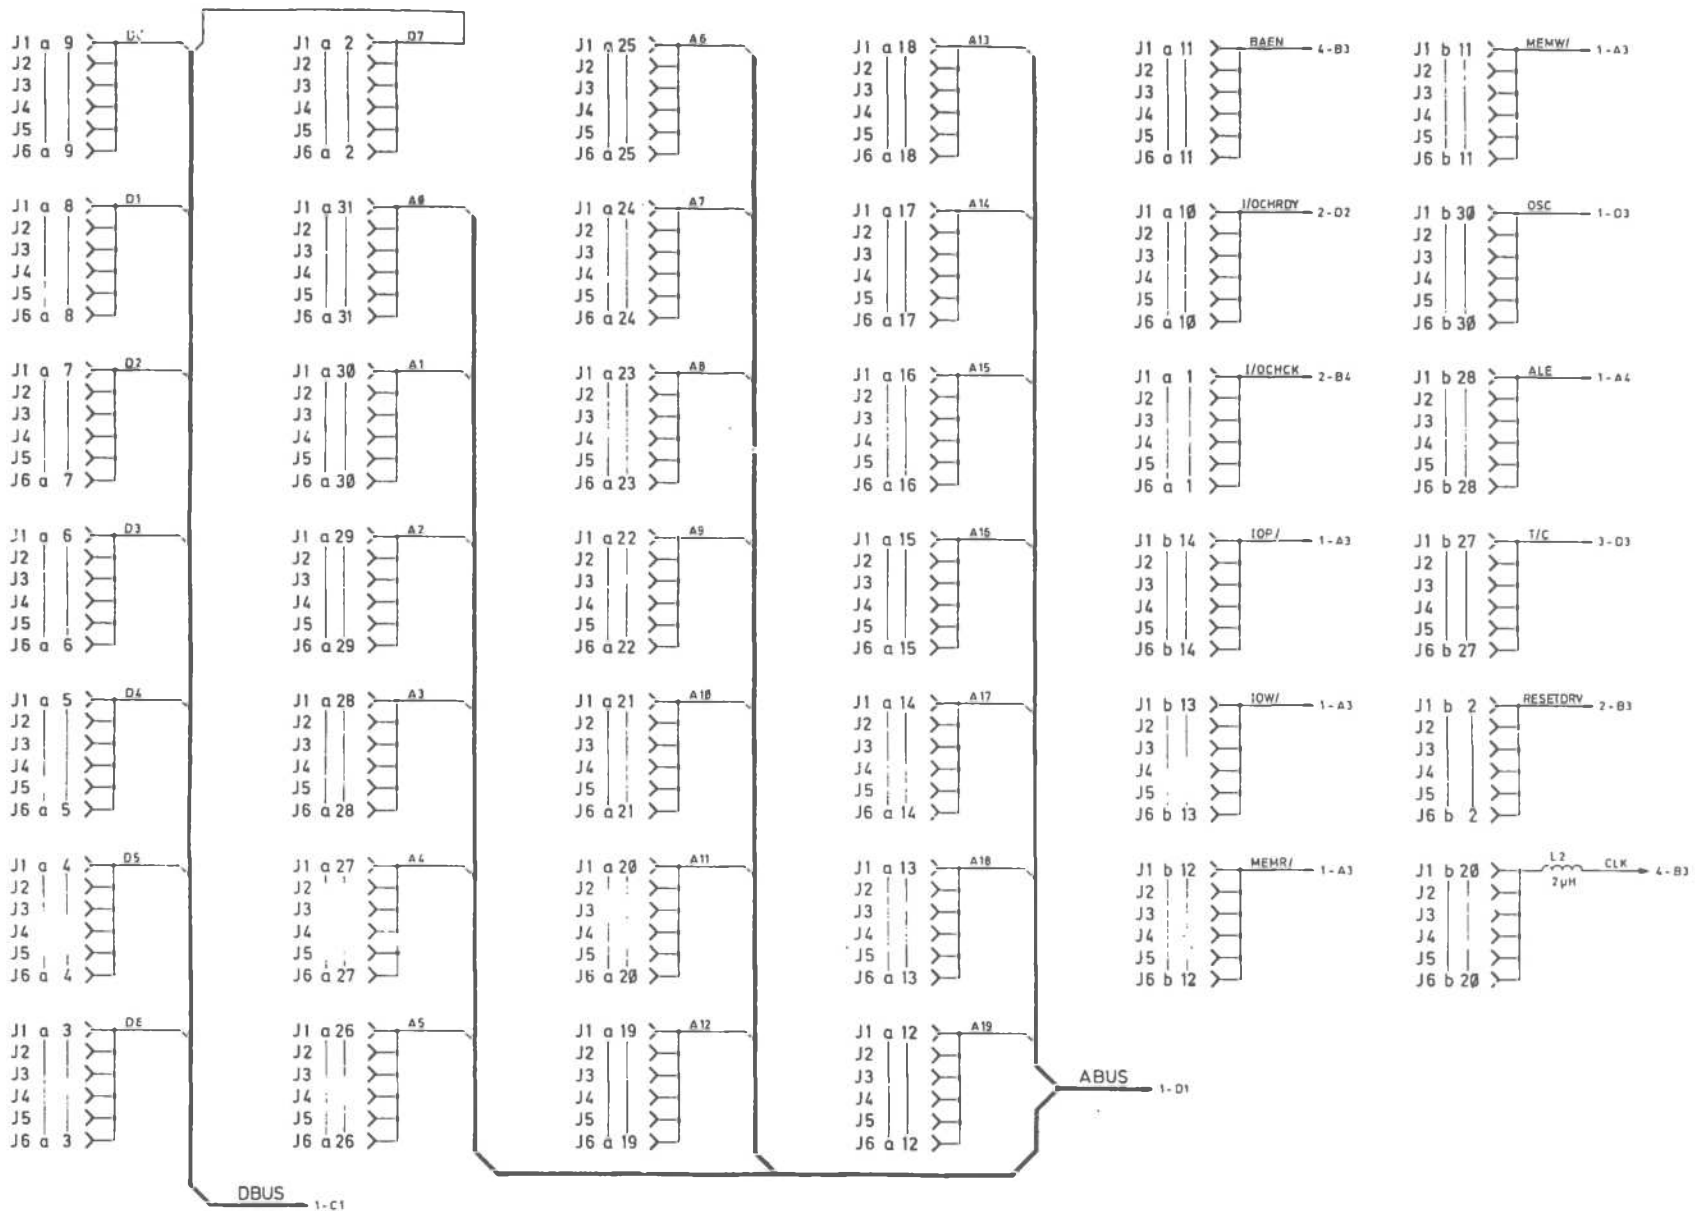 J1 a 9 D0
J2
J3
J4
J5
J6 a 9
J1 a 8 D1
J2
J3
J4
J5
J6 a 8
J1 a 7 D2
J2
J3
J4
J5
J6 a 7
J1 a 6 D3
J2
J3
J4
J5
J6 a 6
J1 a 5 D4
J2
J3
J4
J5
J6 a 5
J1 a 4 D5
J2
J3
J4
J5
J6 a 4
J1 a 3 D6
J2
J3
J4
J5
J6 a 3
DBUS 1-C1
J1 a 2 D7
J2
J3
J4
J5
J6 a 2
J1 a 31 A0
J2
J3
J4
J5
J6 a 31
J1 a 30 A1
J2
J3
J4
J5
J6 a 30
J1 a 29 A2
J2
J3
J4
J5
J6 a 29
J1 a 28 A3
J2
J3
J4
J5
J6 a 28
J1 a 27 A4
J2
J3
J4
J5
J6 a 27
J1 a 26 A5
J2
J3
J4
J5
J6 a 26
J1 a 25 A6
J2
J3
J4
J5
J6 a 25
J1 a 24 A7
J2
J3
J4
J5
J6 a 24
J1 a 23 A8
J2
J3
J4
J5
J6 a 23
J1 a 22 A9
J2
J3
J4
J5
J6 a 22
J1 a 21 A10
J2
J3
J4
J5
J6 a 21
J1 a 20 A11
J2
J3
J4
J5
J6 a 20
J1 a 19 A12
J2
J3
J4
J5
J6 a 19
J1 a 18 A13
J2
J3
J4
J5
J6 a 18
J1 a 17 A14
J2
J3
J4
J5
J6 a 17
J1 a 16 A15
J2
J3
J4
J5
J6 a 16
J1 a 15 A16
J2
J3
J4
J5
J6 a 15
J1 a 14 A17
J2
J3
J4
J5
J6 a 14
J1 a 13 A18
J2
J3
J4
J5
J6 a 13
J1 a 12 A19
J2
J3
J4
J5
J6 a 12
ABUS 1-D1
J1 a 11 BAEN 4-B3
J2
J3
J4
J5
J6 a 11
J1 a 10 I/OCHRDY 2-D2
J2
J3
J4
J5
J6 a 10
J1 a 1 I/OCHCK 2-B4
J2
J3
J4
J5
J6 a 1
J1 b 14 IOP/ 1-A3
J2
J3
J4
J5
J6 b 14
J1 b 13 IOW/ 1-A3
J2
J3
J4
J5
J6 b 13
J1 b 12 MEMR/ 1-A3
J2
J3
J4
J5
J6 b 12
J1 b 11 MEMW/ 1-A3
J2
J3
J4
J5
J6 b 11
J1 b 30 OSC 1-D3
J2
J3
J4
J5
J6 b 30
J1 b 28 ALE 1-A4
J2
J3
J4
J5
J6 b 28
J1 b 27 T/C 3-D3
J2
J3
J4
J5
J6 b 27
J1 b 2 RESETDRV 2-B3
J2
J3
J4
J5
J6 b 2
J1 b 20 L2 CLK 4-B3
2µH
J2
J3
J4
J5
J6 b 20